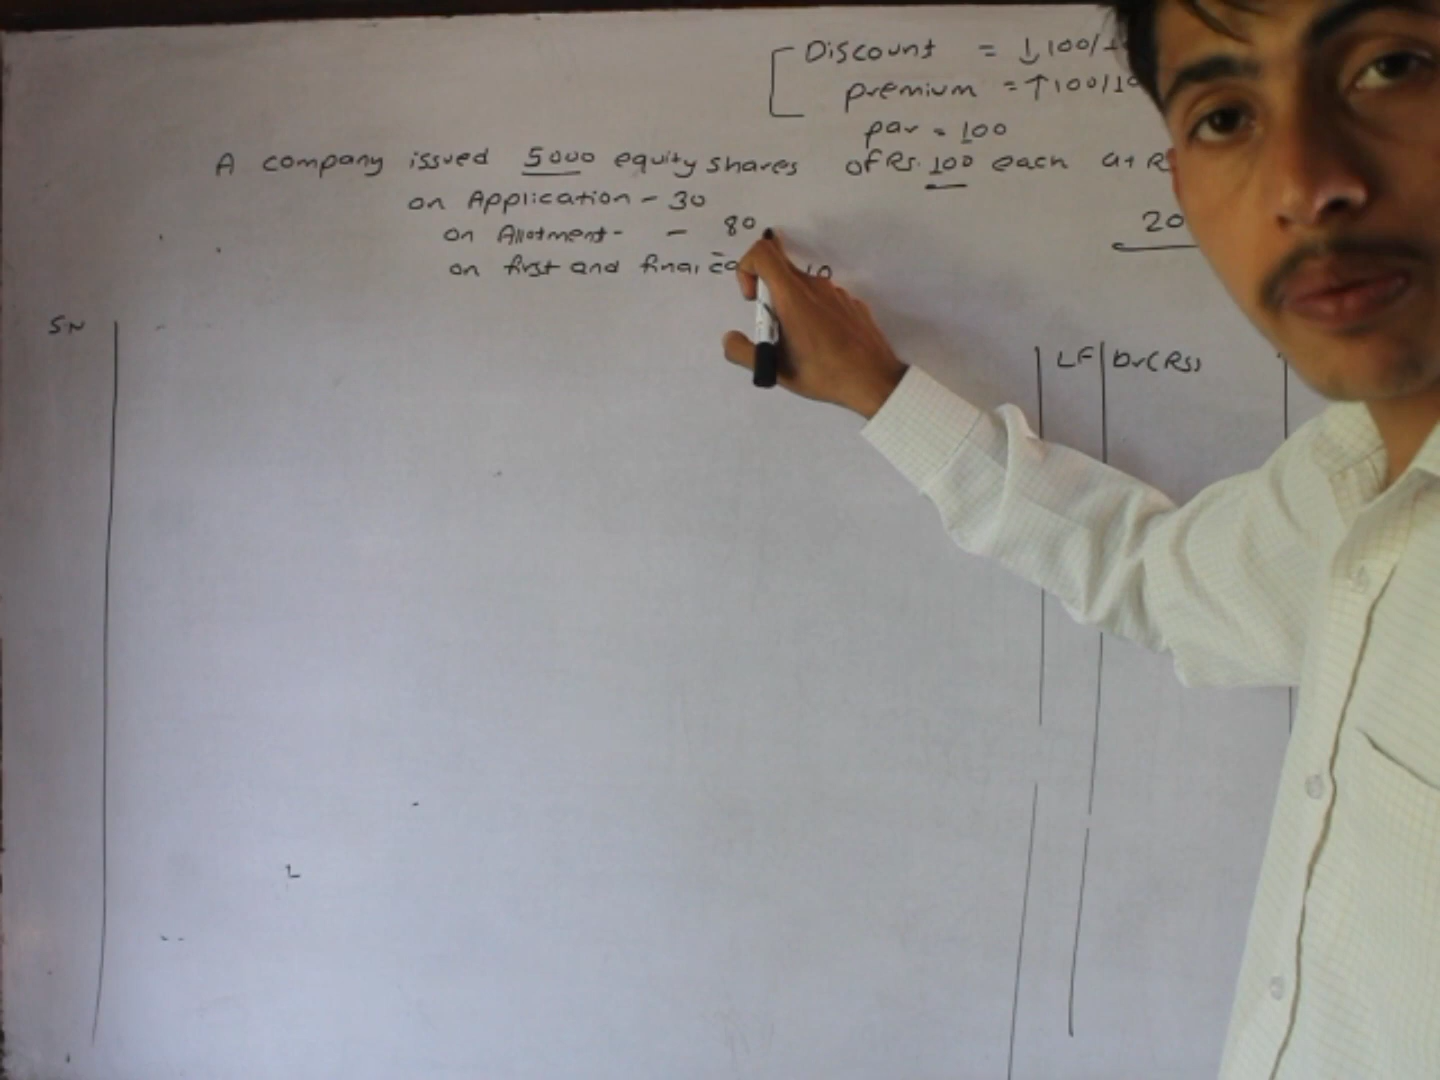 Discount = ↓100/
premium = ↑100/10
par = 100
A company issued 5000 equity shares of Rs. 100 each at R
on Application - 30
20
on Allotment - - 80
on first and final 10
SN
LF Dr(Rs)